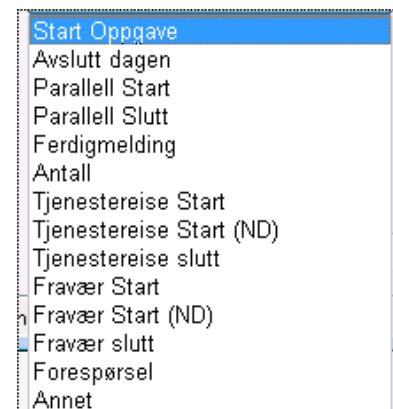 Start Oppgave
Avslutt dagen
Parallell Start
Parallell Slutt
Ferdigmelding
Antall
Tjenestereise Start
Tjenestereise Start (ND)
Tjenestereise slutt
Fravær Start
Fravær Start (ND)
Fravær slutt
Forespørsel
Annet